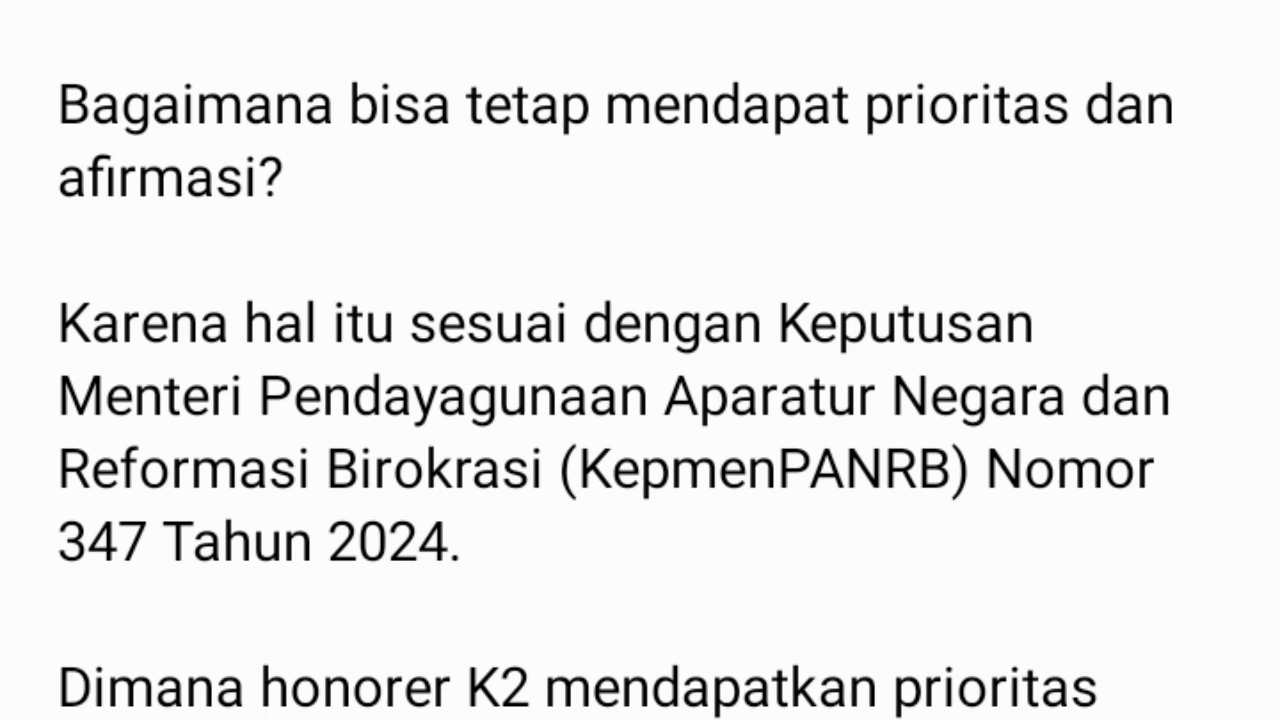 Bagaimana bisa tetap mendapat prioritas dan
afirmasi?
Karena hal itu sesuai dengan Keputusan
Menteri Pendayagunaan Aparatur Negara dan
Reformasi Birokrasi (KepmenPANRB) Nomor
347 Tahun 2024.
Dimana honorer K2 mendapatkan prioritas